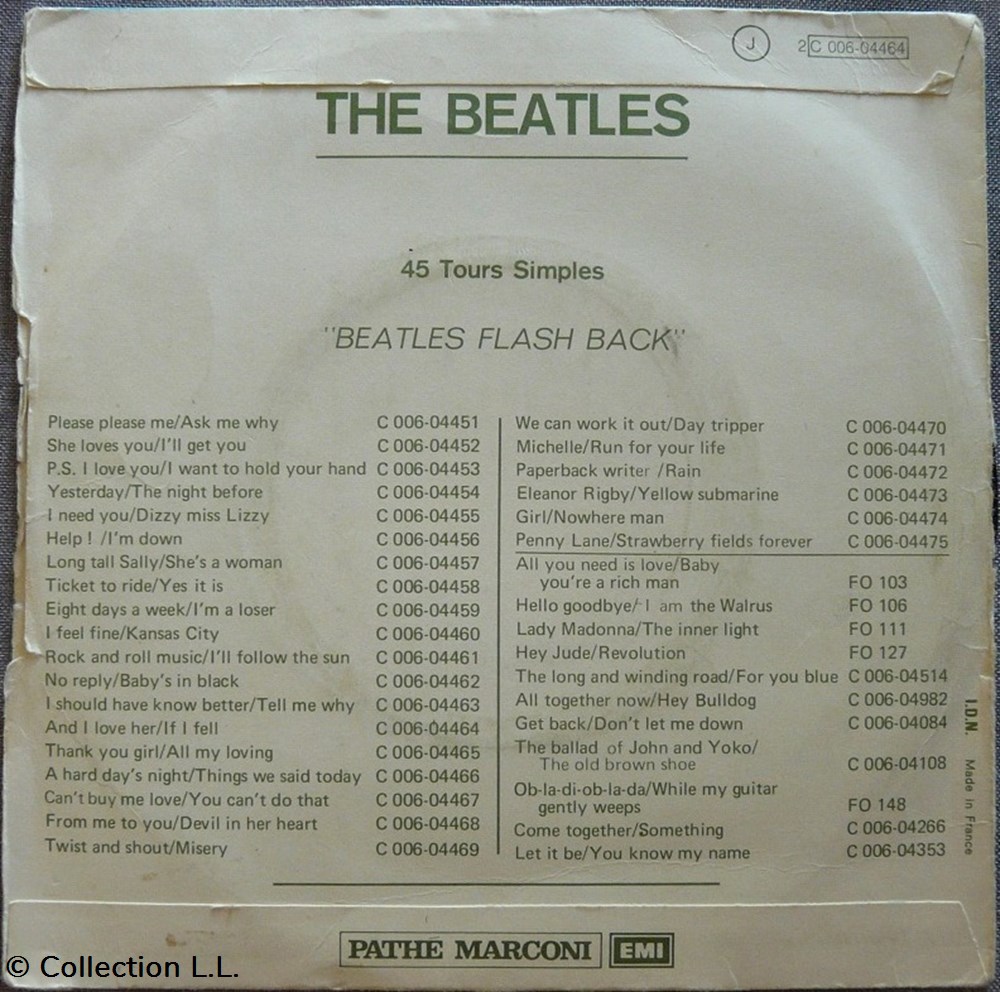 J 2 C 006-04464
THE BEATLES
45 Tours Simples
"BEATLES FLASH BACK"
Please please me/Ask me why C 006-04451
She loves you/I'll get you C 006-04452
P.S. I love you/I want to hold your hand C 006-04453
Yesterday/The night before C 006-04454
I need you/Dizzy miss Lizzy C 006-04455
Help ! /I'm down C 006-04456
Long tall Sally/She's a woman C 006-04457
Ticket to ride/Yes it is C 006-04458
Eight days a week/I'm a loser C 006-04459
I feel fine/Kansas City C 006-04460
Rock and roll music/I'll follow the sun C 006-04461
No reply/Baby's in black C 006-04462
I should have know better/Tell me why C 006-04463
And I love her/If I fell C 006-04464
Thank you girl/All my loving C 006-04465
A hard day's night/Things we said today C 006-04466
Can't buy me love/You can't do that C 006-04467
From me to you/Devil in her heart C 006-04468
Twist and shout/Misery C 006-04469
We can work it out/Day tripper C 006-04470
Michelle/Run for your life C 006-04471
Paperback writer /Rain C 006-04472
Eleanor Rigby/Yellow submarine C 006-04473
Girl/Nowhere man C 006-04474
Penny Lane/Strawberry fields forever C 006-04475
All you need is love/Baby
you're a rich man FO 103
Hello goodbye/-I am the Walrus FO 106
Lady Madonna/The inner light FO 111
Hey Jude/Revolution FO 127
The long and winding road/For you blue C 006-04514
All together now/Hey Bulldog C 006-04982
Get back/Don't let me down C 006-04084
The ballad of John and Yoko/
The old brown shoe C 006-04108
Ob-la-di-ob-la-da/While my guitar
gently weeps FO 148
Come together/Something C 006-04266
Let it be/You know my name C 006-04353
I.D.N. Made in France
PATHÉ MARCONI EMI
© Collection L.L.